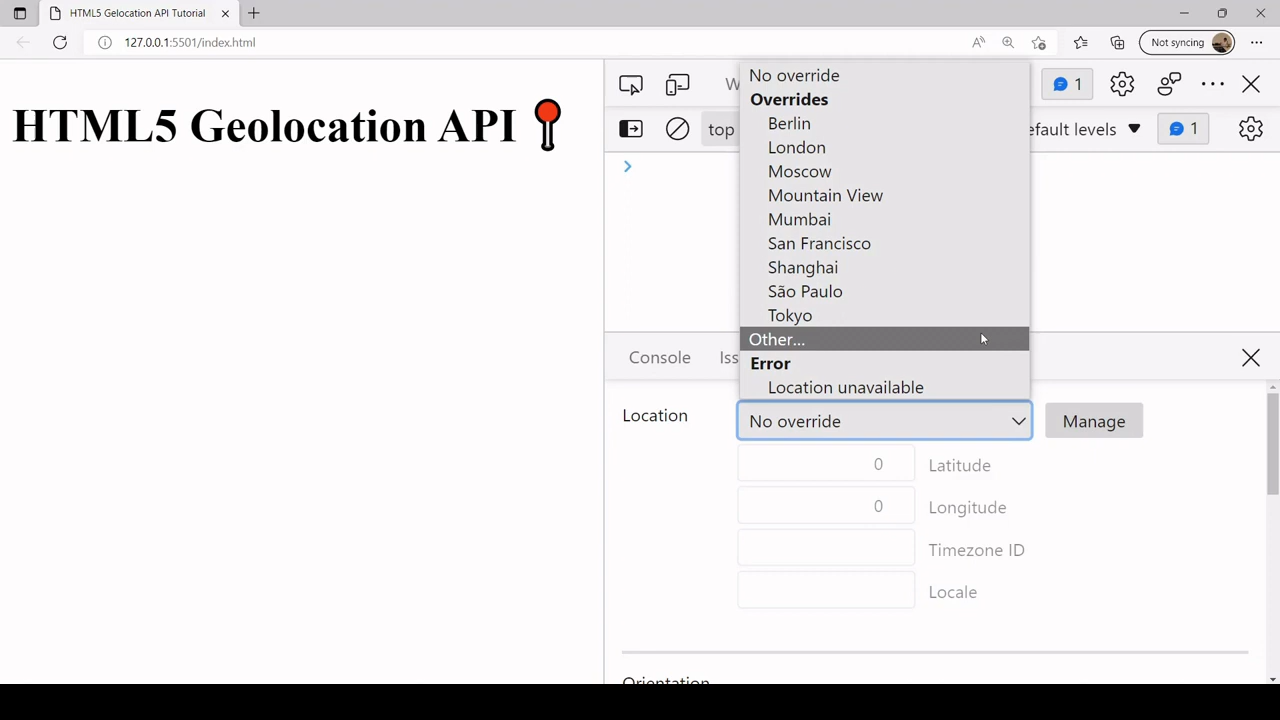 HTML5 Gelocation API Tutorial
127.0.0.1:5501/index.html
Not syncing
HTML5 Geolocation API
W
1
top
efault levels
1
No override
Overrides
Berlin
London
Moscow
Mountain View
Mumbai
San Francisco
Shanghai
São Paulo
Tokyo
Other...
Error
Location unavailable
Console Iss
Location
No override
Manage
0 Latitude
0 Longitude
Timezone ID
Locale
Orientation